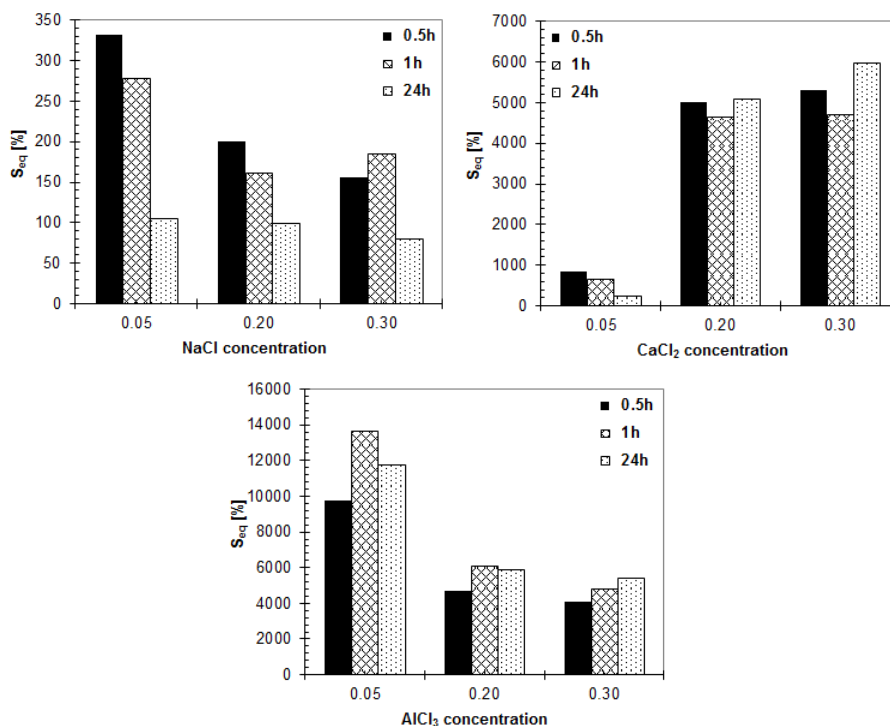 350
300
250
200
150
100
50
0
S_eq [%]
0.5h
1h
24h
0.05 0.20 0.30
NaCl concentration
7000
6000
5000
4000
3000
2000
1000
0
S_eq [%]
0.5h
1h
24h
0.05 0.20 0.30
CaCl₂ concentration
16000
14000
12000
10000
8000
6000
4000
2000
0
S_eq [%]
0.5h
1h
24h
0.05 0.20 0.30
AlCl₃ concentration